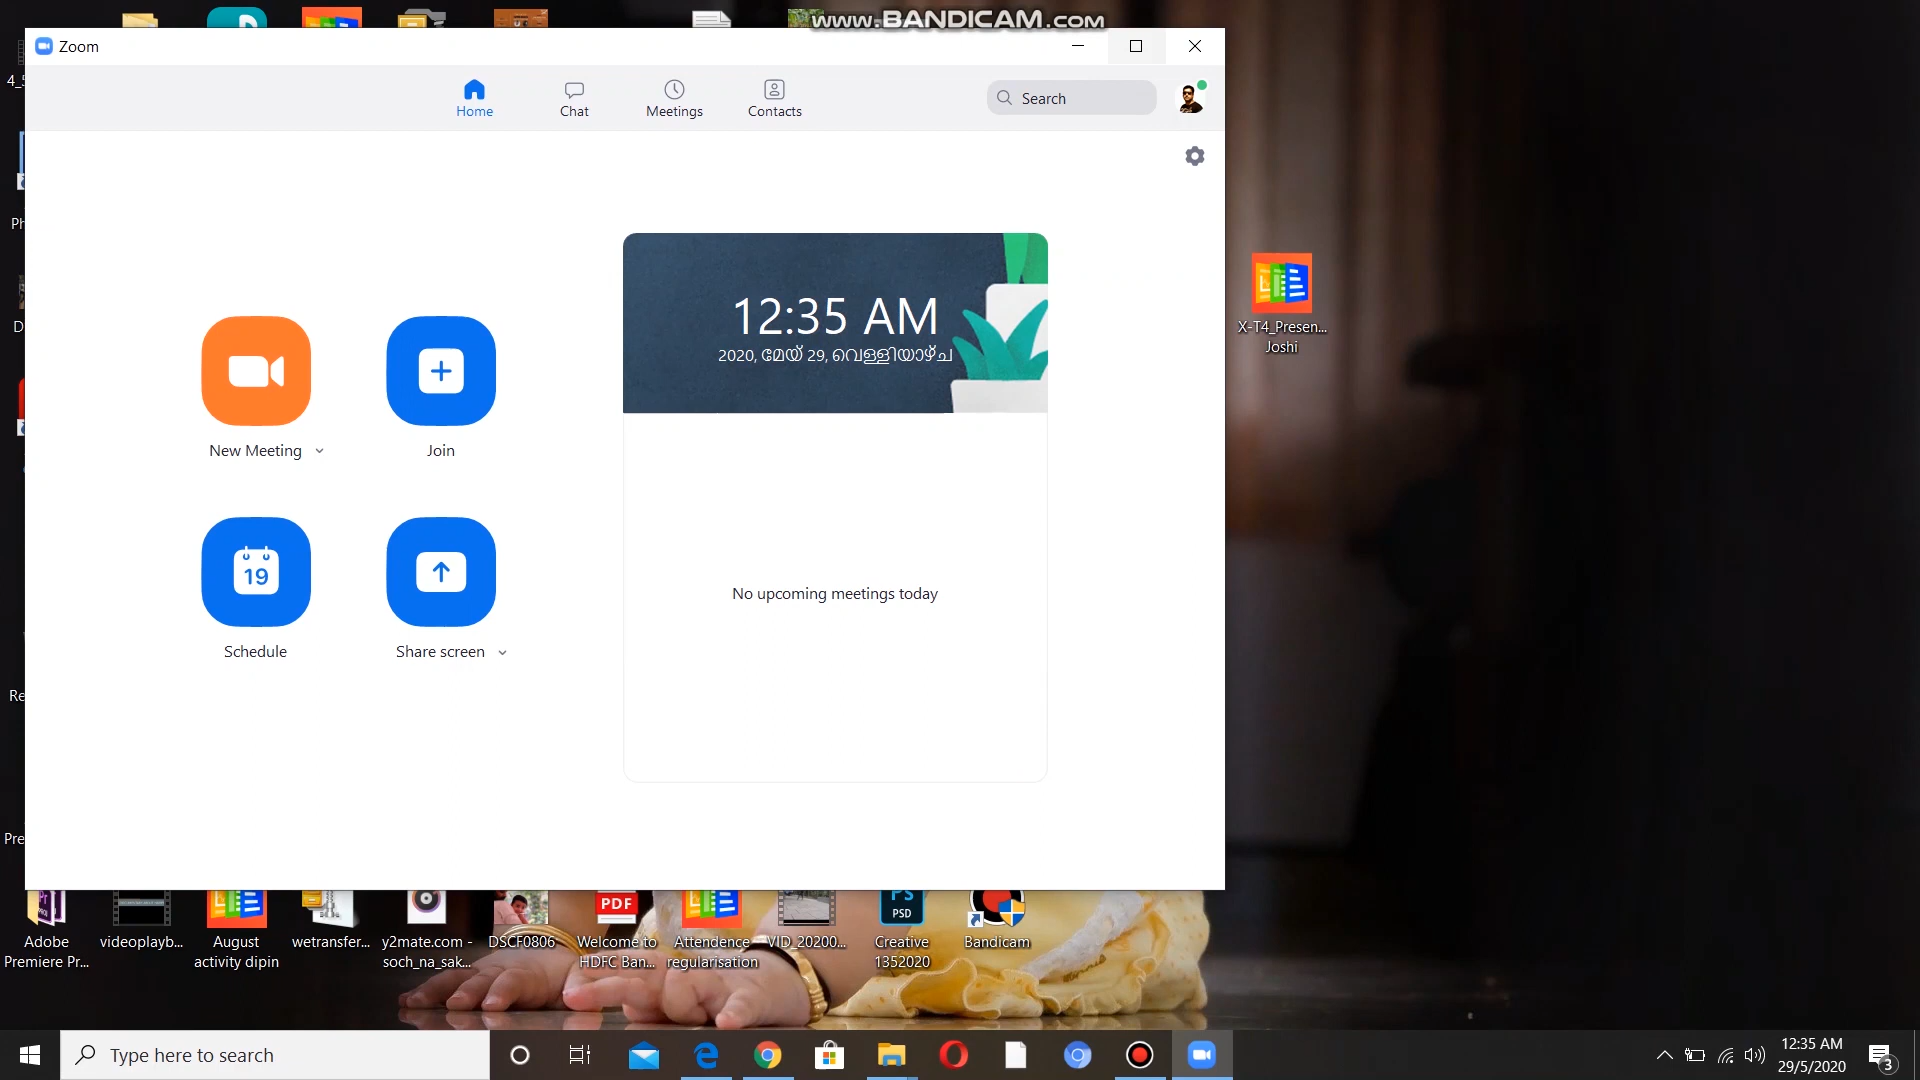 www.BANDICAM.com
Zoom
Home
Chat
Meetings
Contacts
Search
12:35 AM
2020, മേയ് 29, വെള്ളിയാഴ്ച
New Meeting
Join
19
Schedule
Share screen
No upcoming meetings today
X-T4_Presen...
Joshi
Adobe
Premiere Pr...
videoplayb...
August
activity dipin
wetransfer...
y2mate.com -
soch_na_sak...
DSCF0806
PDF
Welcome to
HDFC Ban...
Attendence
regularisation
VID_20200...
PS
PSD
Creative
1352020
Bandicam
Type here to search
12:35 AM
29/5/2020
3